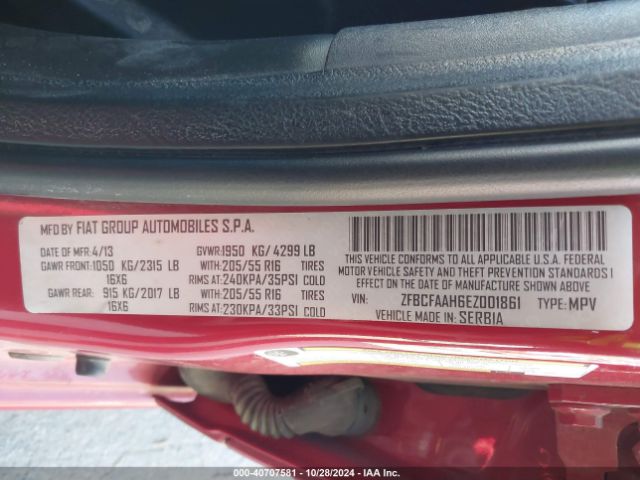 MFD BY FIAT GROUP AUTOMOBILES S.P.A.
DATE OF MFR.4/13 GVWR:1950 KG/ 4299 LB
GAWR FRONT:1050 KG/2315 LB WITH:205/55 R16 TIRES
16X6 RIMS AT:240KPA/35PSI COLD
GAWR REAR: 915 KG/2017 LB WITH:205/55 R16 TIRES
16X6 RIMS AT:230KPA/33PSI COLD
THIS VEHICLE CONFORMS TO ALL APPLICABLE U.S.A. FEDERAL
MOTOR VEHICLE SAFETY, BUMPER, AND THEFT PREVENTION STANDARDS IN
EFFECT ON THE DATE OF MANUFACTURE SHOWN ABOVE.
VIN: ZFBCFAAH6EZ001861 TYPE: MPV
VEHICLE MADE IN: SERBIA
000-40707581 | 10/28/2024 | IAA Inc.